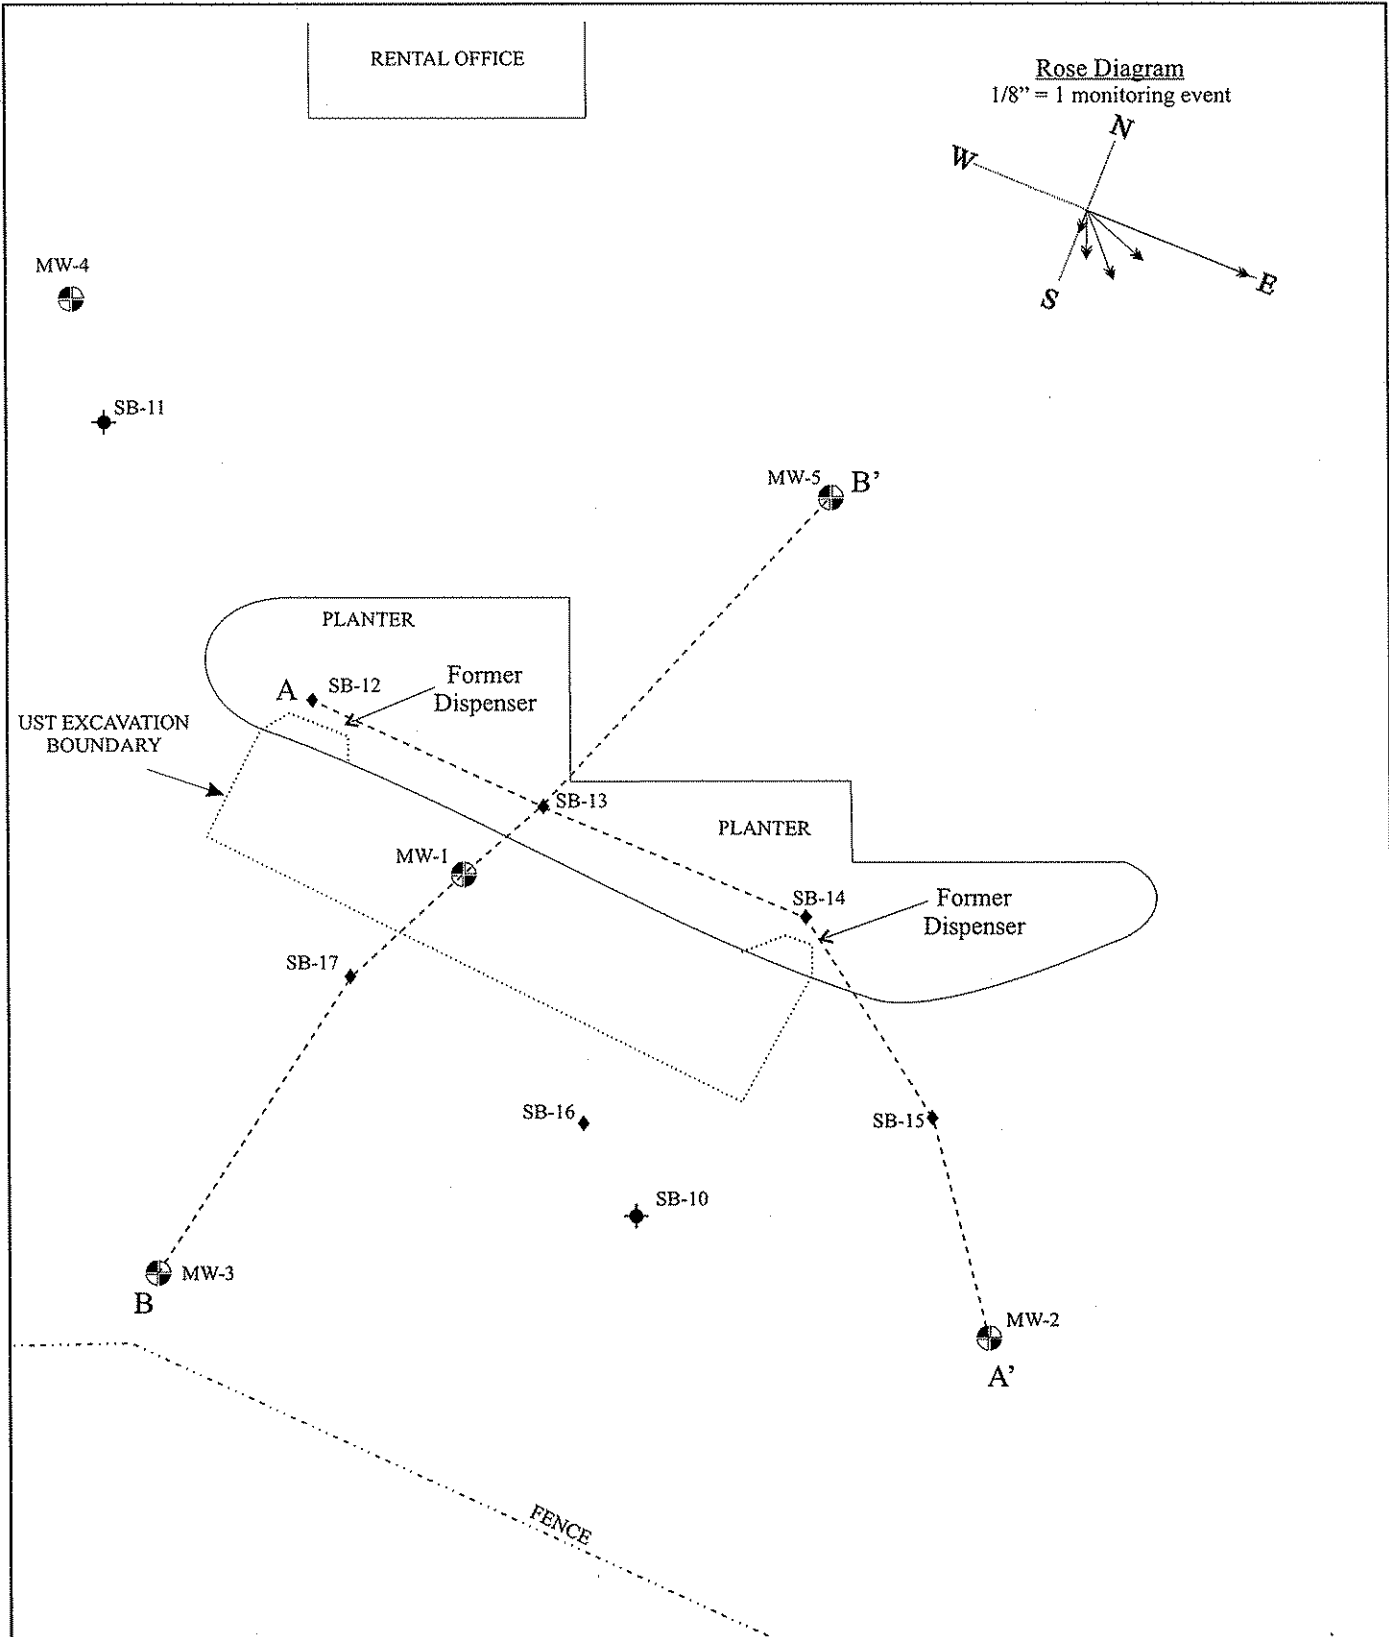 RENTAL OFFICE
Rose Diagram
1/8” = 1 monitoring event
N
W
S
E
MW-4
SB-11
MW-5
B’
PLANTER
A
SB-12
Former
Dispenser
UST EXCAVATION
BOUNDARY
SB-13
PLANTER
MW-1
SB-14
Former
Dispenser
SB-17
SB-16
SB-15
SB-10
MW-3
B
MW-2
A’
FENCE